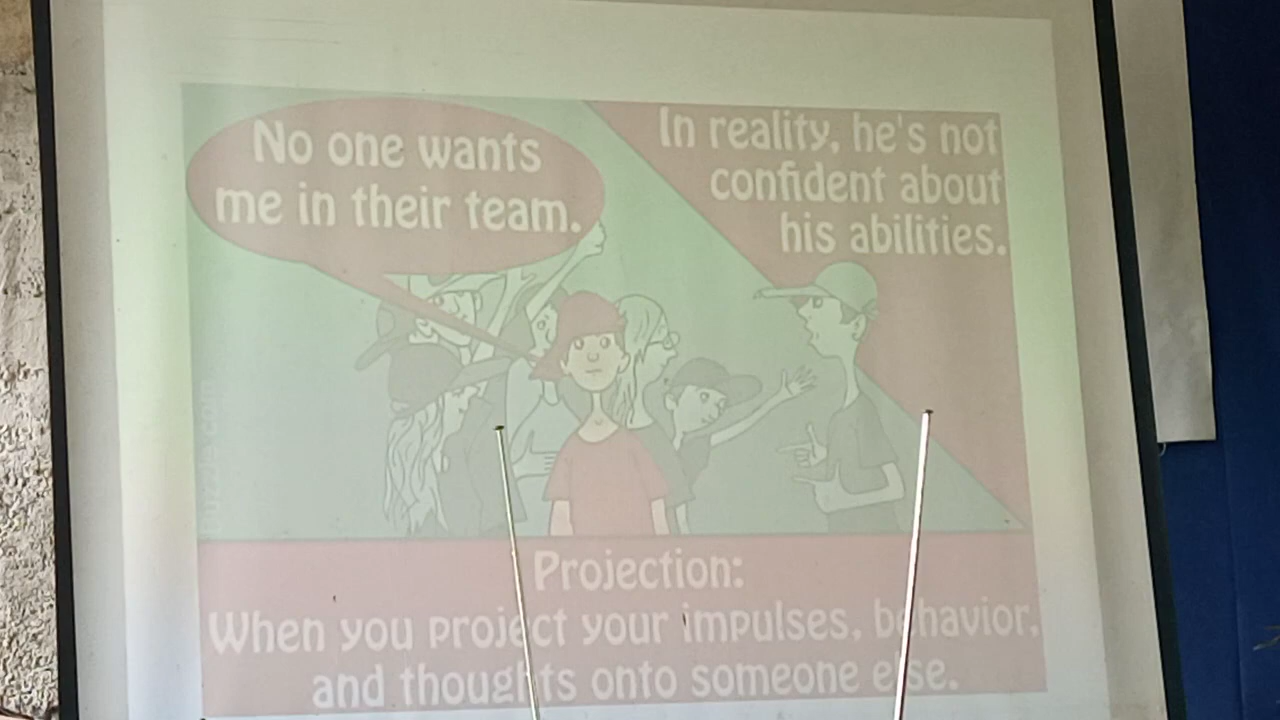 No one wants
me in their team.
In reality, he's not
confident about
his abilities.
Projection:
When you project your impulses, behavior,
and thoughts onto someone else.